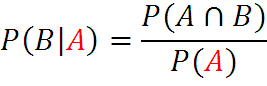 P(B|A) = P(A ∩ B) / P(A)